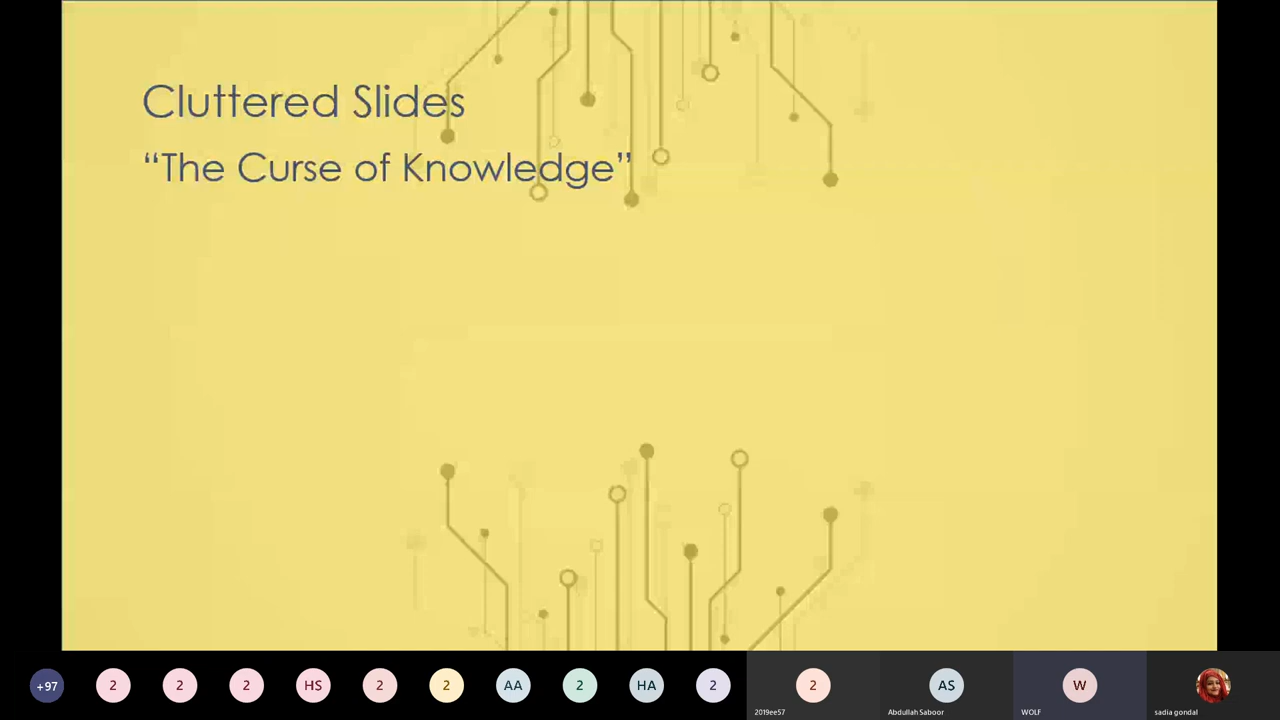 Cluttered Slides
“The Curse of Knowledge”
+97
2
2
2
HS
2
2
AA
2
HA
2
2
AS
W
2019ee57
Abdullah Saboor
WOLF
sadia gondal